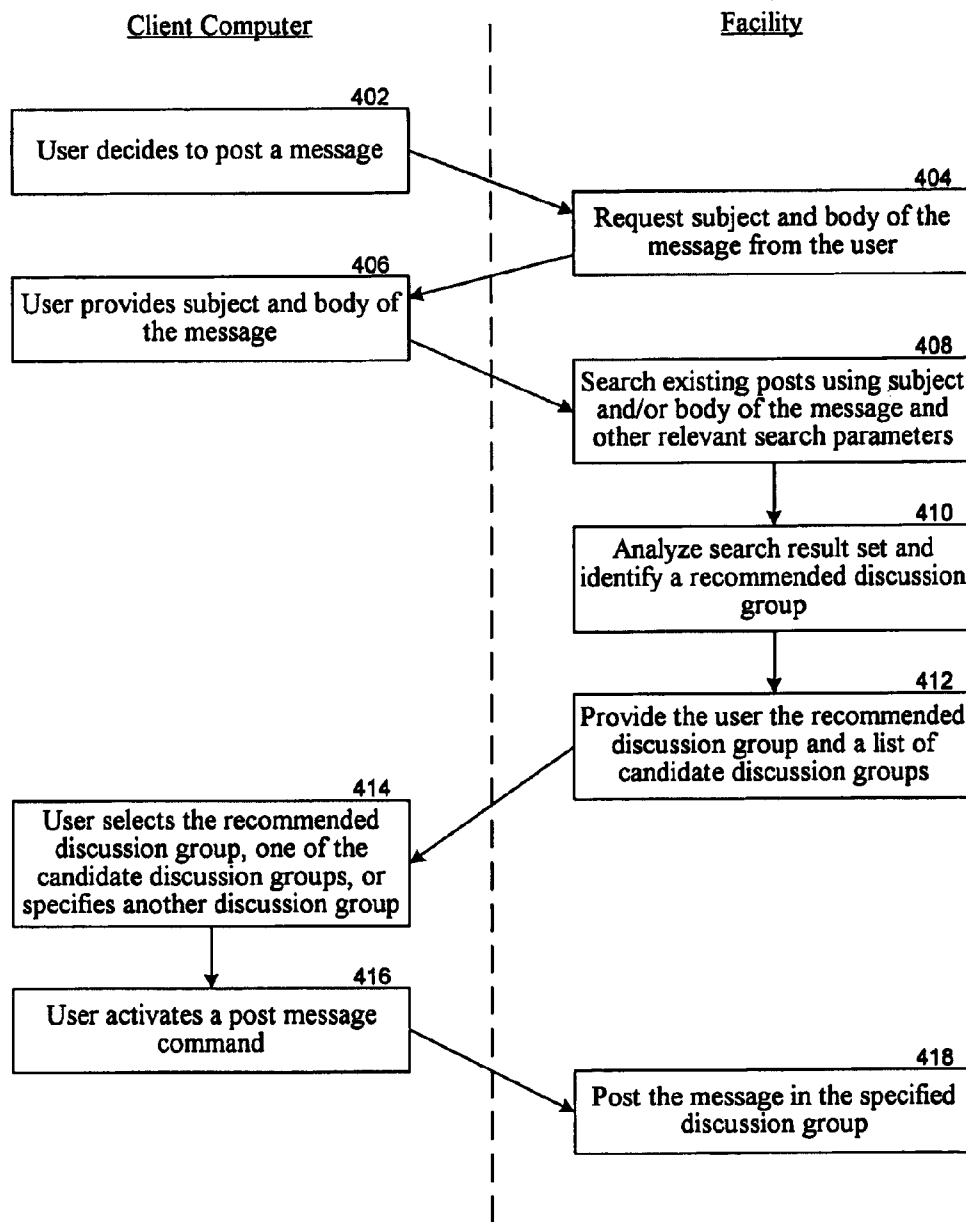 Client Computer
Facility
402
User decides to post a message
404
Request subject and body of the
message from the user
406
User provides subject and body of
the message
408
Search existing posts using subject
and/or body of the message and
other relevant search parameters
410
Analyze search result set and
identify a recommended discussion
group
412
Provide the user the recommended
discussion group and a list of
candidate discussion groups
414
User selects the recommended
discussion group, one of the
candidate discussion groups, or
specifies another discussion group
416
User activates a post message
command
418
Post the message in the specified
discussion group